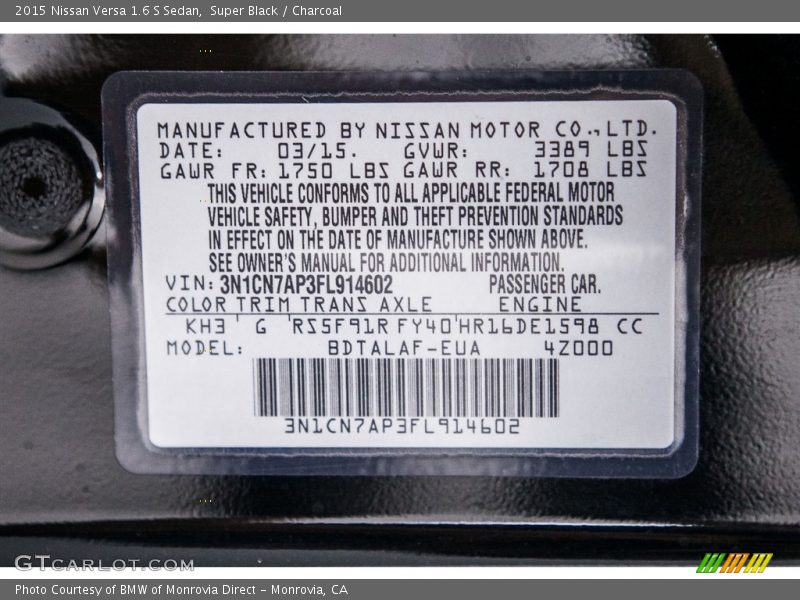 2015 Nissan Versa 1.6 S Sedan,  Super Black / Charcoal
MANUFACTURED BY NISSAN MOTOR CO., LTD.
DATE: 03/15. GVWR: 3389 LBS
GAWR FR: 1750 LBS GAWR RR: 1708 LBS
THIS VEHICLE CONFORMS TO ALL APPLICABLE FEDERAL MOTOR
VEHICLE SAFETY, BUMPER AND THEFT PREVENTION STANDARDS
IN EFFECT ON THE DATE OF MANUFACTURE SHOWN ABOVE.
SEE OWNER'S MANUAL FOR ADDITIONAL INFORMATION.
VIN: 3N1CN7AP3FL914602 PASSENGER CAR.
COLOR TRIM TRANS AXLE ENGINE
KH3 ' G 'RS5F91R FY40'HR16DE1598 CC
MODEL: BDTALAF-EUA 4Z000
3N1CN7AP3FL914602
GTCARLOT.COM
Photo Courtesy of BMW of Monrovia Direct – Monrovia, CA